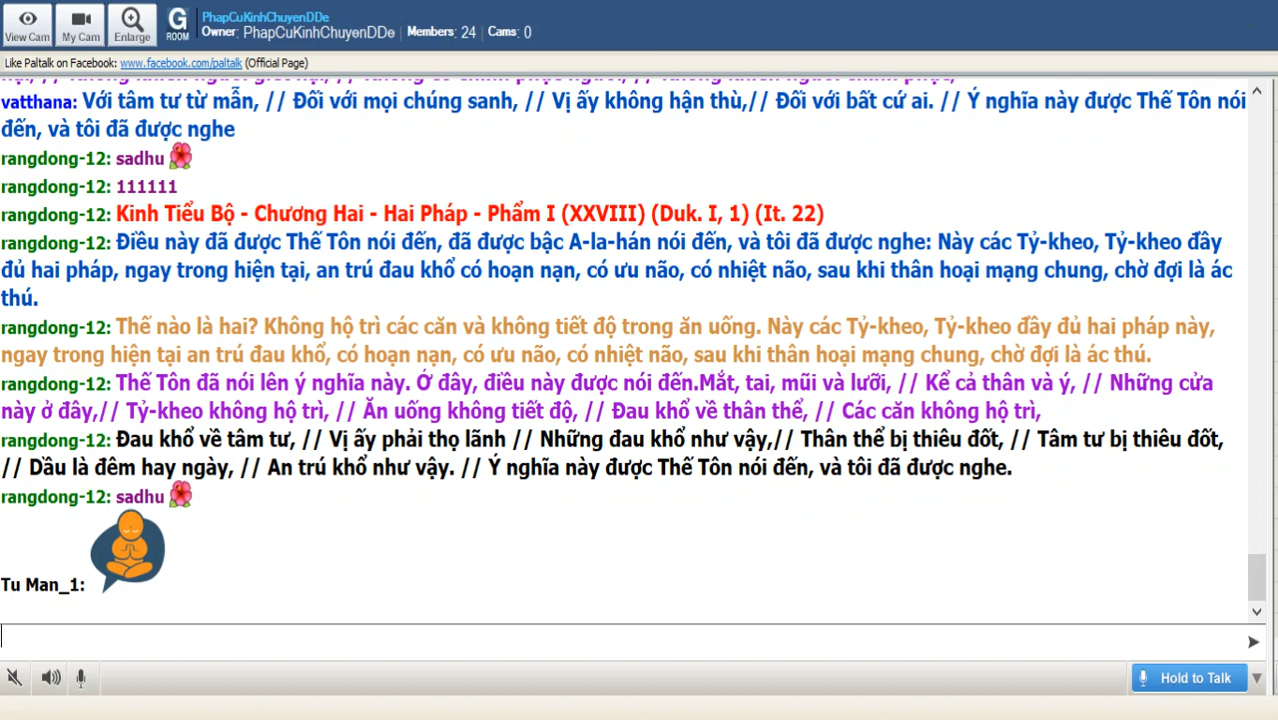 PhapCuKinhChuyenDDe
Owner: PhapCuKinhChuyenDDe | Members: 24 | Cams: 0
View Cam
My Cam
Enlarge
G
ROOM
Like Paltalk on Facebook: www.facebook.com/paltalk (Official Page)
vatthana: Với tâm tư từ mẫn, // Đối với mọi chúng sanh, // Vị ấy không hận thù,// Đối với bất cứ ai. // Ý nghĩa này được Thế Tôn nói
đến, và tôi đã được nghe
rangdong-12: sadhu
rangdong-12: 111111
rangdong-12: Kinh Tiểu Bộ - Chương Hai - Hai Pháp - Phẩm I (XXVIII) (Duk. I, 1) (It. 22)
rangdong-12: Điều này đã được Thế Tôn nói đến, đã được bậc A-la-hán nói đến, và tôi đã được nghe: Này các Tỷ-kheo, Tỷ-kheo đầy
đủ hai pháp, ngay trong hiện tại, an trú đau khổ có hoạn nạn, có ưu não, có nhiệt não, sau khi thân hoại mạng chung, chờ đợi là ác
thú.
rangdong-12: Thế nào là hai? Không hộ trì các căn và không tiết độ trong ăn uống. Này các Tỷ-kheo, Tỷ-kheo đầy đủ hai pháp này,
ngay trong hiện tại an trú đau khổ, có hoạn nạn, có ưu não, có nhiệt não, sau khi thân hoại mạng chung, chờ đợi là ác thú.
rangdong-12: Thế Tôn đã nói lên ý nghĩa này. Ở đây, điều này được nói đến.Mắt, tai, mũi và lưỡi, // Kể cả thân và ý, // Những cửa
này ở đây,// Tỷ-kheo không hộ trì, // Ăn uống không tiết độ, // Đau khổ về thân thể, // Các căn không hộ trì,
rangdong-12: Đau khổ về tâm tư, // Vị ấy phải thọ lãnh // Những đau khổ như vậy,// Thân thể bị thiêu đốt, // Tâm tư bị thiêu đốt,
// Dầu là đêm hay ngày, // An trú khổ như vậy. // Ý nghĩa này được Thế Tôn nói đến, và tôi đã được nghe.
rangdong-12: sadhu
Tu Man_1:
Hold to Talk